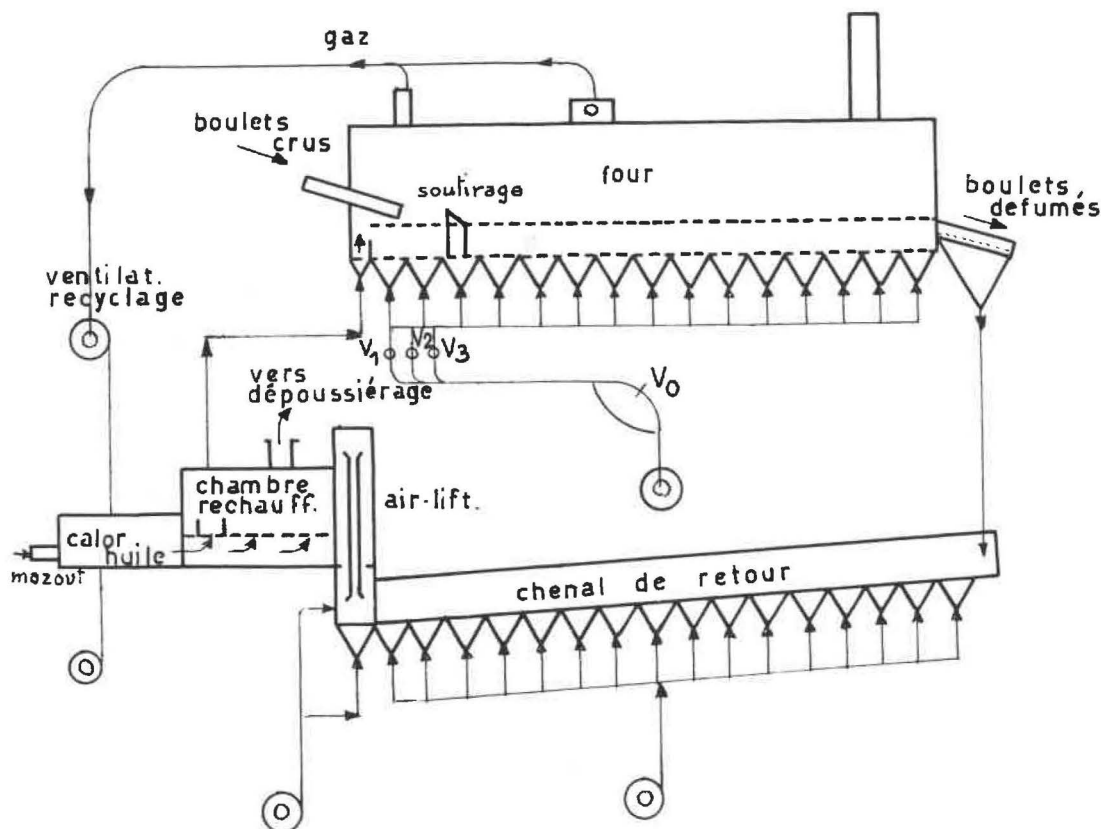 gaz
boulets
crus
soutirage
four
boulets
defumés
ventilat.
recyclage
V1
V2
V3
V0
vers
dépoussiérage
chambre
rechauff.
air-lift.
calor
huile
mazout
chenal de retour